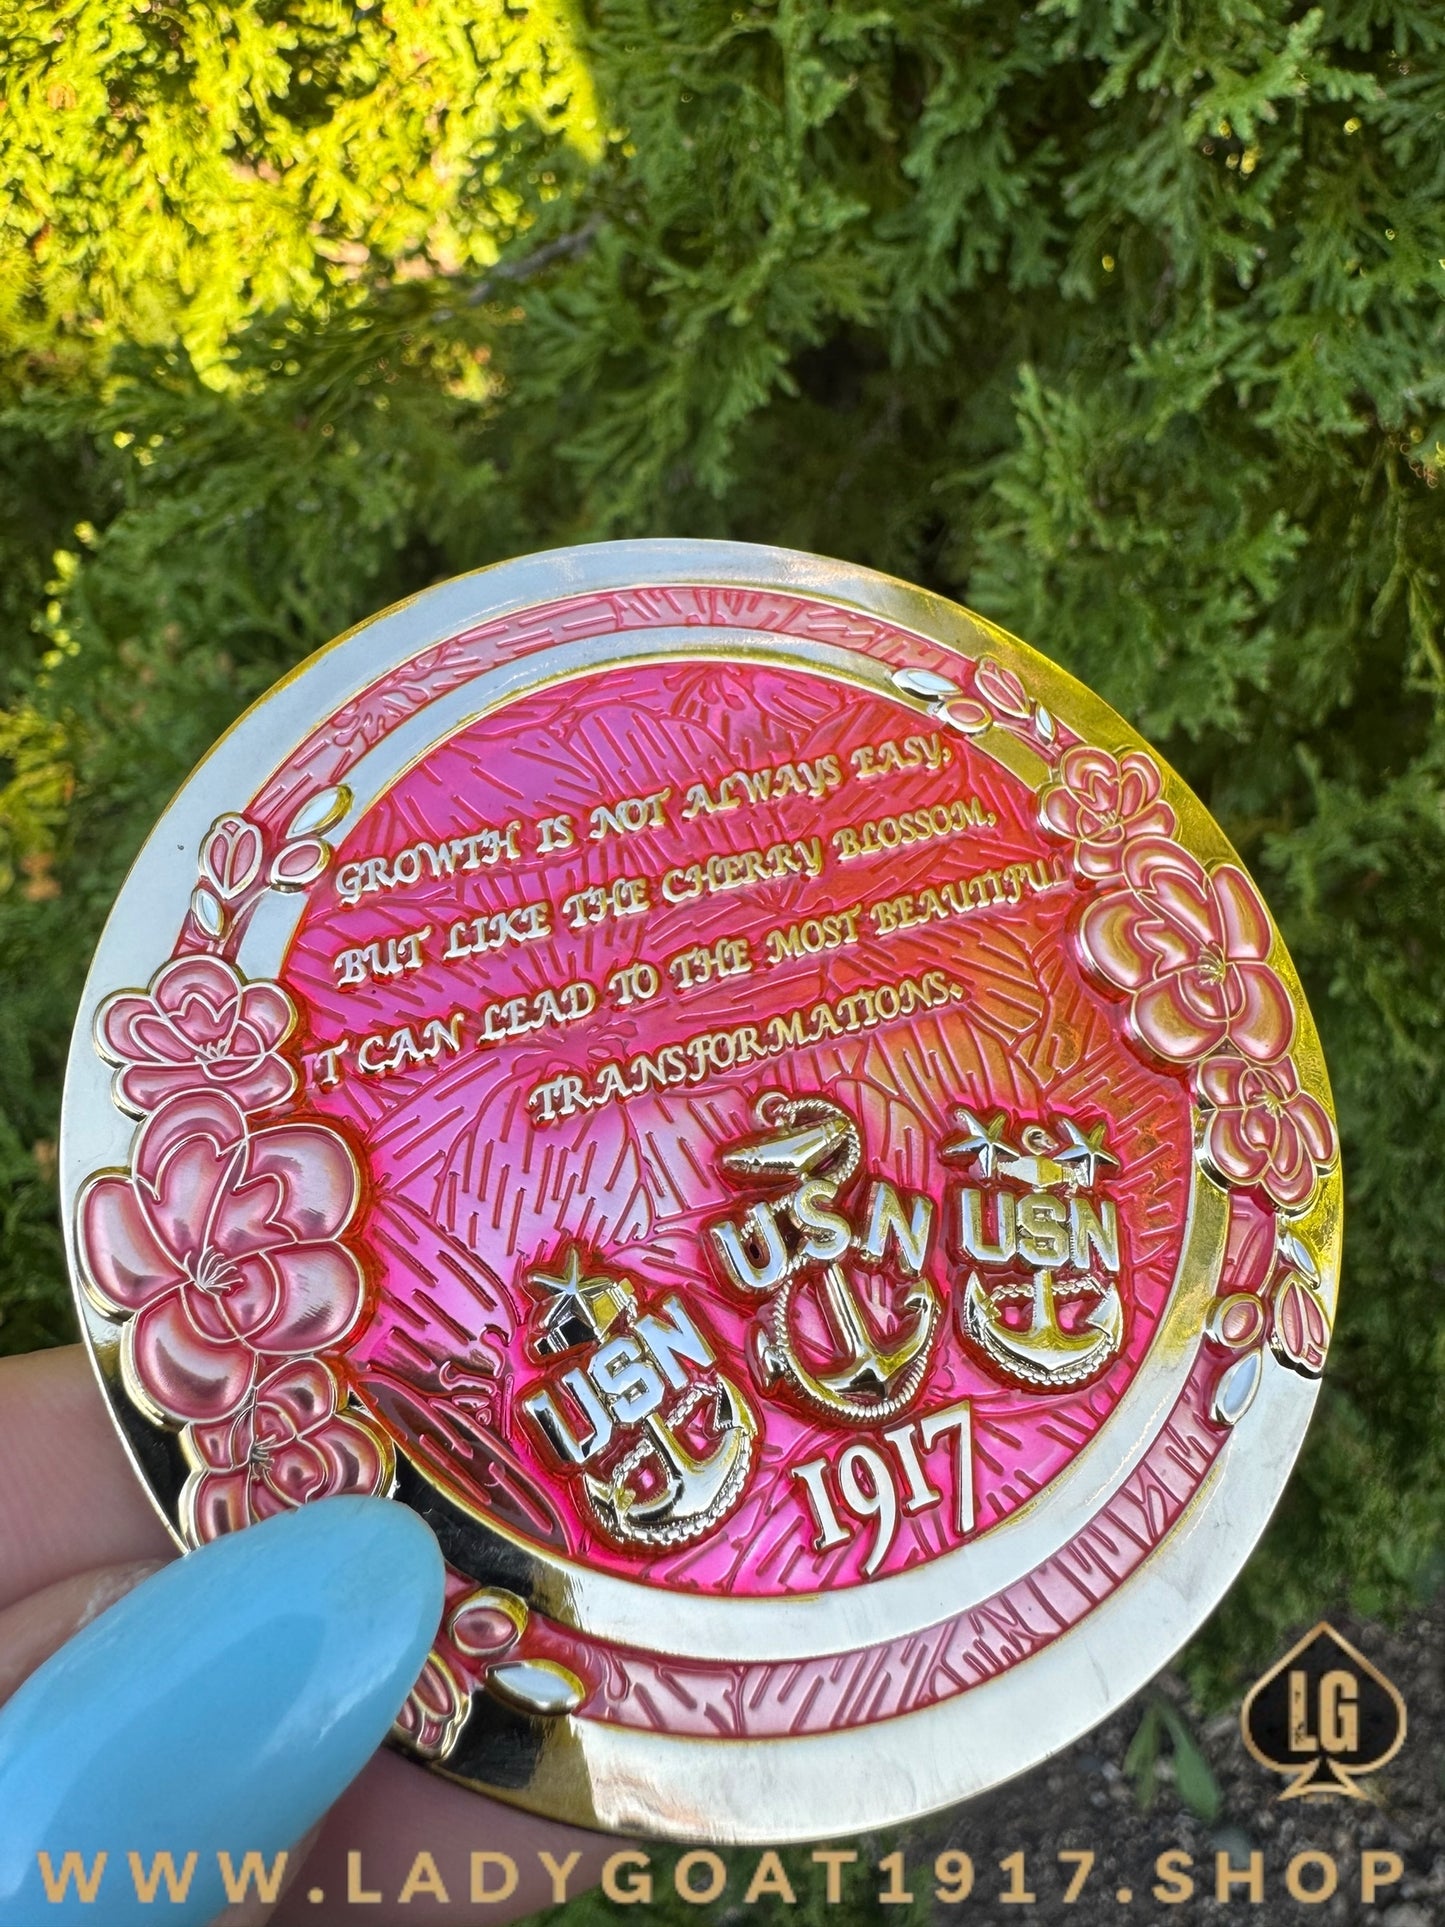 GROWTH IS NOT ALWAYS EASY,
BUT LIKE THE CHERRY BLOSSOM,
IT CAN LEAD TO THE MOST BEAUTIFUL
TRANSFORMATIONS.
USN
USN
USN
1917
LG
WWW.LADYGOAT1917.SHOP